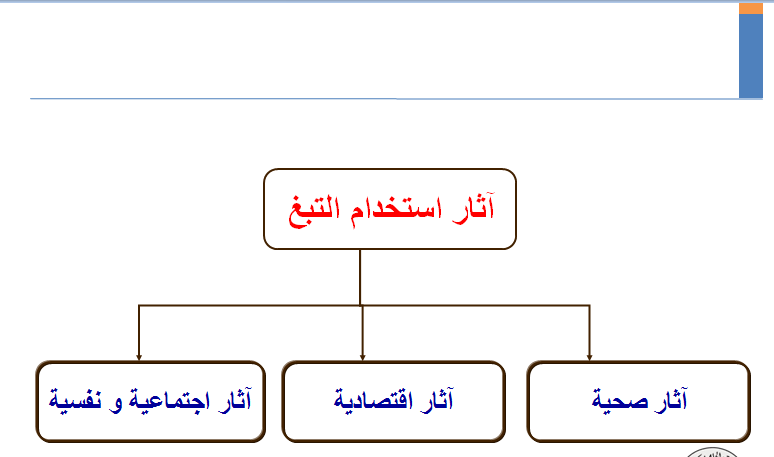 آثار استخدام التبغ
آثار صحية
آثار اقتصادية
آثار اجتماعية و نفسية